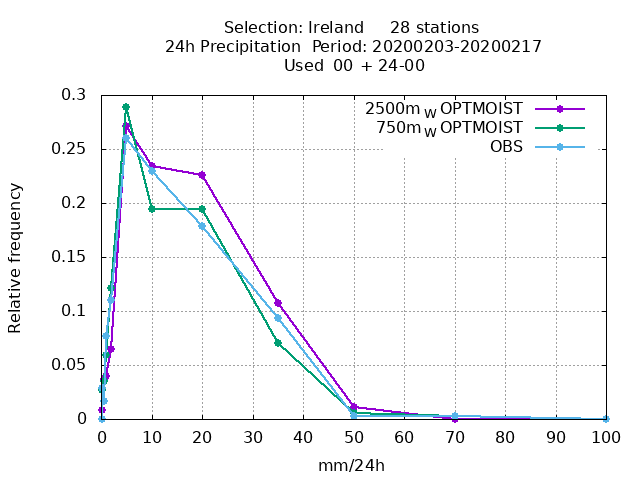 Selection: Ireland 28 stations
24h Precipitation Period: 20200203-20200217
Used 00 + 24-00
2500m W OPTMOIST
750m W OPTMOIST
OBS
Relative frequency
0.3
0.25
0.2
0.15
0.1
0.05
0
0 10 20 30 40 50 60 70 80 90 100
mm/24h